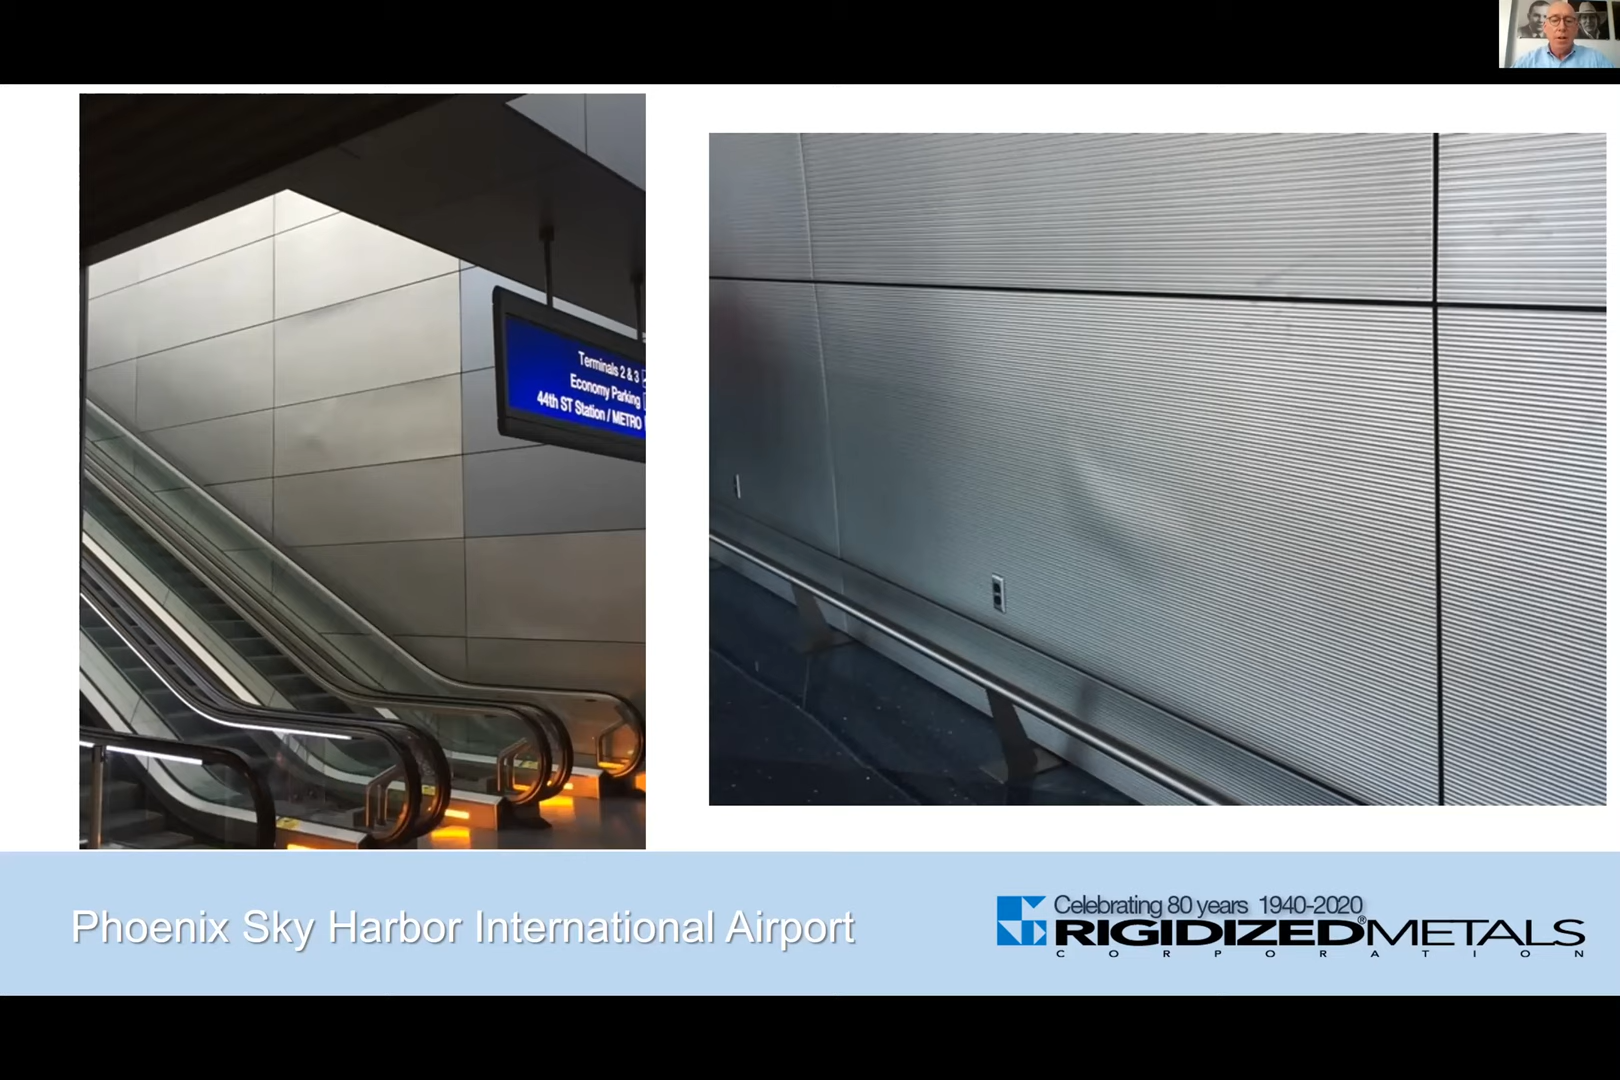 Terminals 2 & 3
Economy Parking
44th ST Station / METRO
Phoenix Sky Harbor International Airport
Celebrating 80 years 1940-2020
RIGIDIZED® METALS
CORPORATION